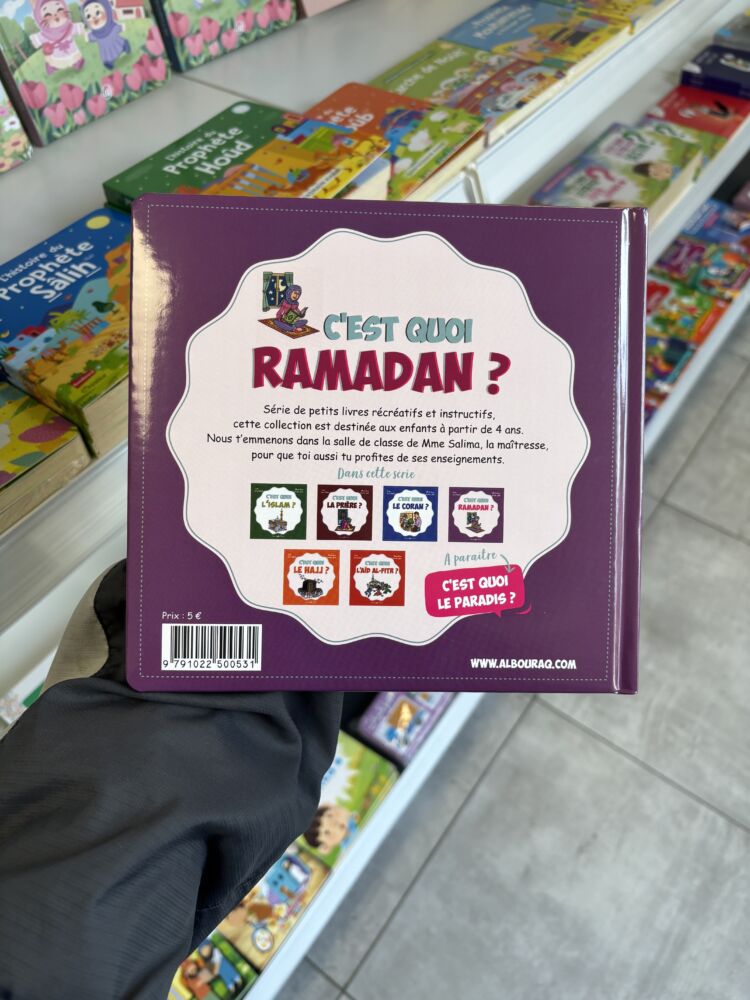 L'histoire du
Prophète
Houd
L'histoire du
Prophète
Sâlih
C'EST QUOI
RAMADAN ?
Série de petits livres récréatifs et instructifs,
cette collection est destinée aux enfants à partir de 4 ans.
Nous t'emmenons dans la salle de classe de Mme Salima, la maîtresse,
pour que toi aussi tu profites de ses enseignements.
Dans cette série
C'EST QUOI
L'ISLAM ?
C'EST QUOI
LA PRIÈRE ?
C'EST QUOI
LE CORAN ?
C'EST QUOI
RAMADAN ?
C'EST QUOI
LE HAJJ ?
C'EST QUOI
L'AÏD AL-FITR ?
A paraitre
C'EST QUOI
LE PARADIS ?
Prix : 5 €
9 791022 500531
WWW.ALBOURAQ.COM